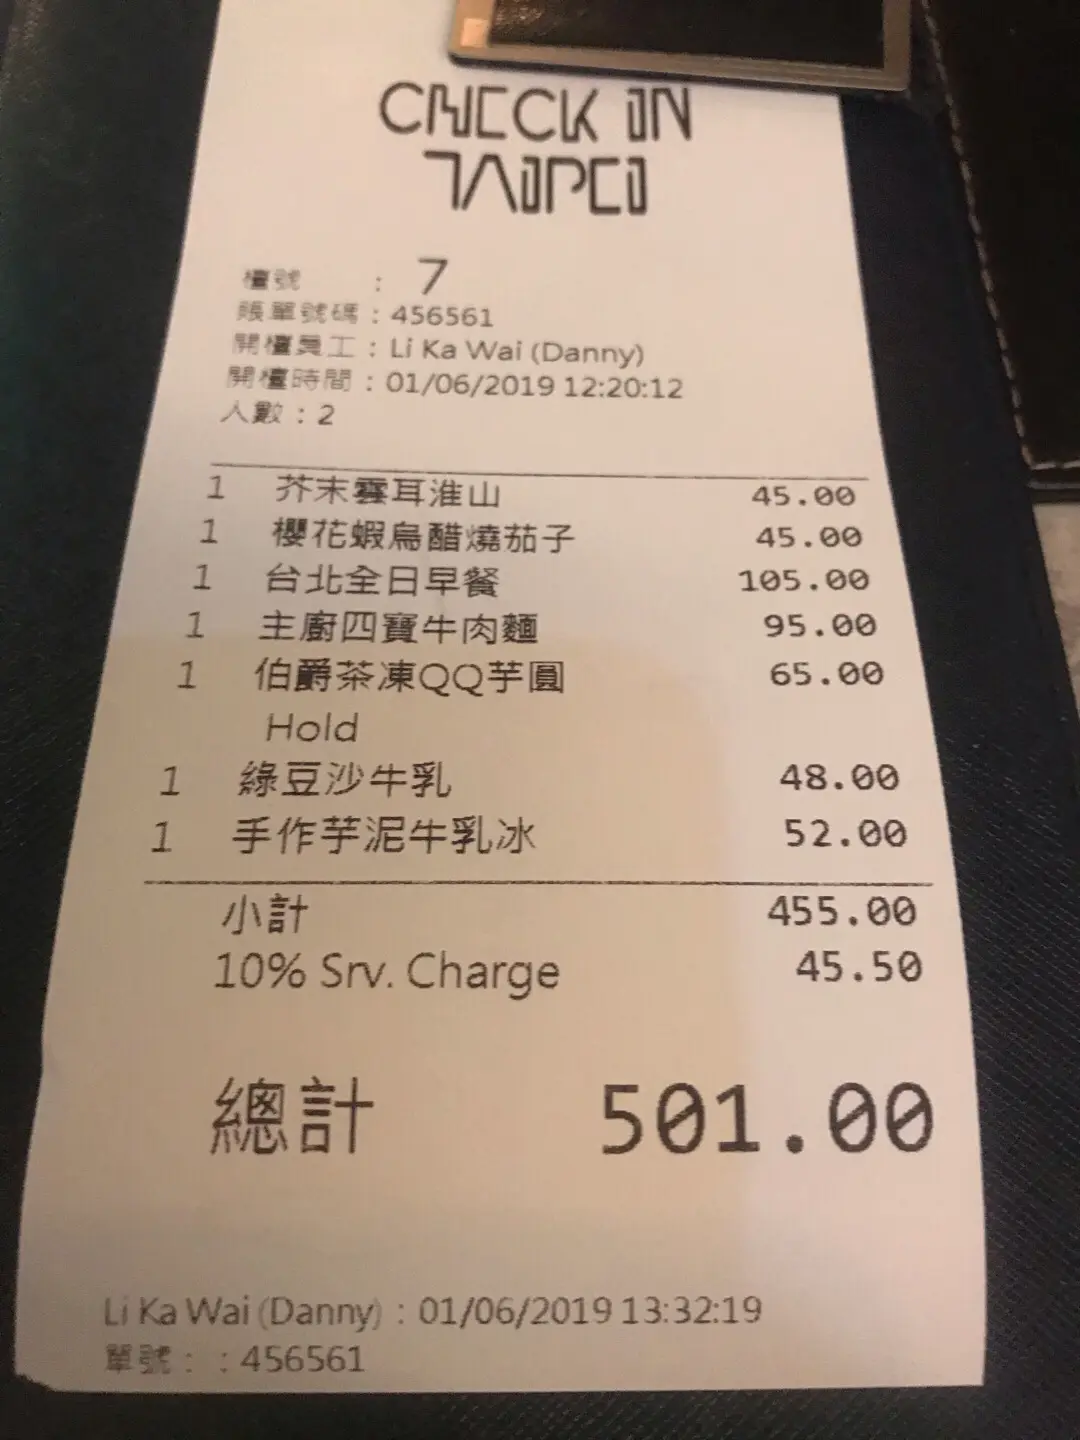 CHECK IN
TAIPEI
檯號 : 7
賬單號碼 : 456561
開檯員工 : Li Ka Wai (Danny)
開檯時間 : 01/06/2019 12:20:12
人數 : 2
1 芥末雲耳淮山 45.00
1 櫻花蝦烏醋燒茄子 45.00
1 台北全日早餐 105.00
1 主廚四寶牛肉麵 95.00
1 伯爵茶凍QQ芋圓 65.00
Hold
1 綠豆沙牛乳 48.00
1 手作芋泥牛乳冰 52.00
小計 455.00
10% Srv. Charge 45.50
總計 501.00
Li Ka Wai (Danny) : 01/06/2019 13:32:19
單號 : : 456561